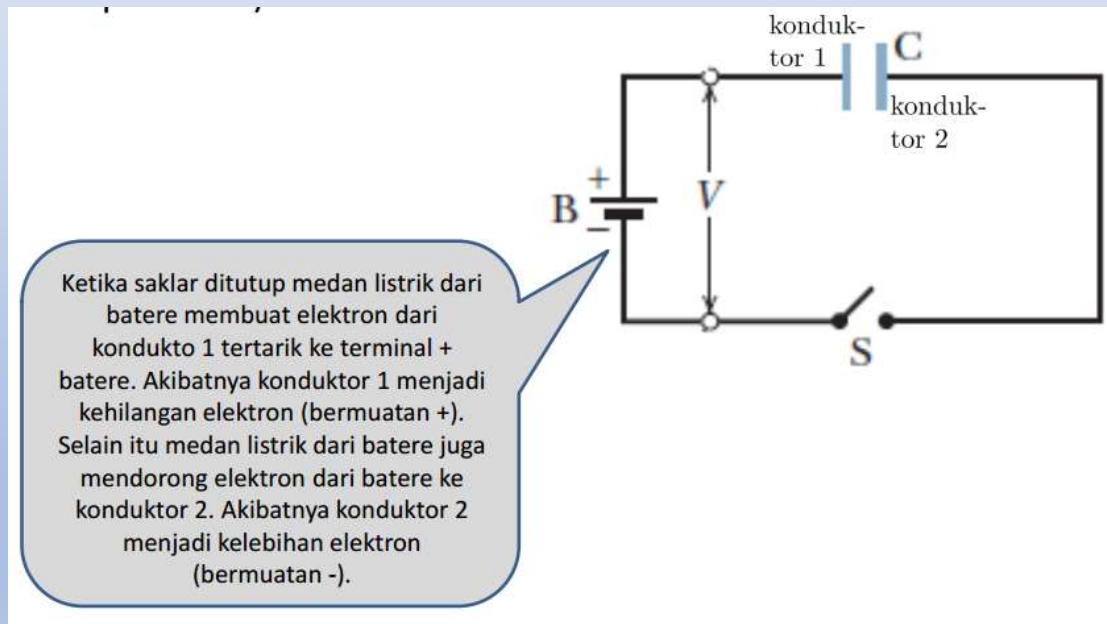 konduk-
tor 1
C
konduk-
tor 2
+
B
V
−
S
Ketika saklar ditutup medan listrik dari
batere membuat elektron dari
kondukto 1 tertarik ke terminal +
batere. Akibatnya konduktor 1 menjadi
kehilangan elektron (bermuatan +).
Selain itu medan listrik dari batere juga
mendorong elektron dari batere ke
konduktor 2. Akibatnya konduktor 2
menjadi kelebihan elektron
(bermuatan -).